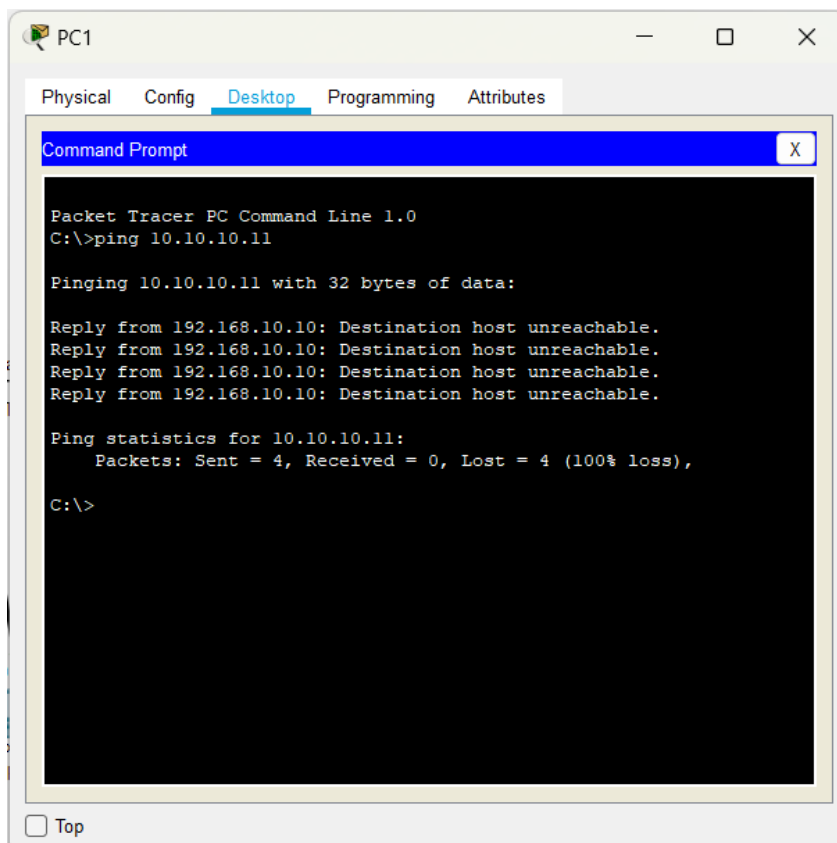 PC1
Physical Config Desktop Programming Attributes
Command Prompt
X
Packet Tracer PC Command Line 1.0
C:\>ping 10.10.10.11
Pinging 10.10.10.11 with 32 bytes of data:
Reply from 192.168.10.10: Destination host unreachable.
Reply from 192.168.10.10: Destination host unreachable.
Reply from 192.168.10.10: Destination host unreachable.
Reply from 192.168.10.10: Destination host unreachable.
Ping statistics for 10.10.10.11:
Packets: Sent = 4, Received = 0, Lost = 4 (100% loss),
C:\>
Top